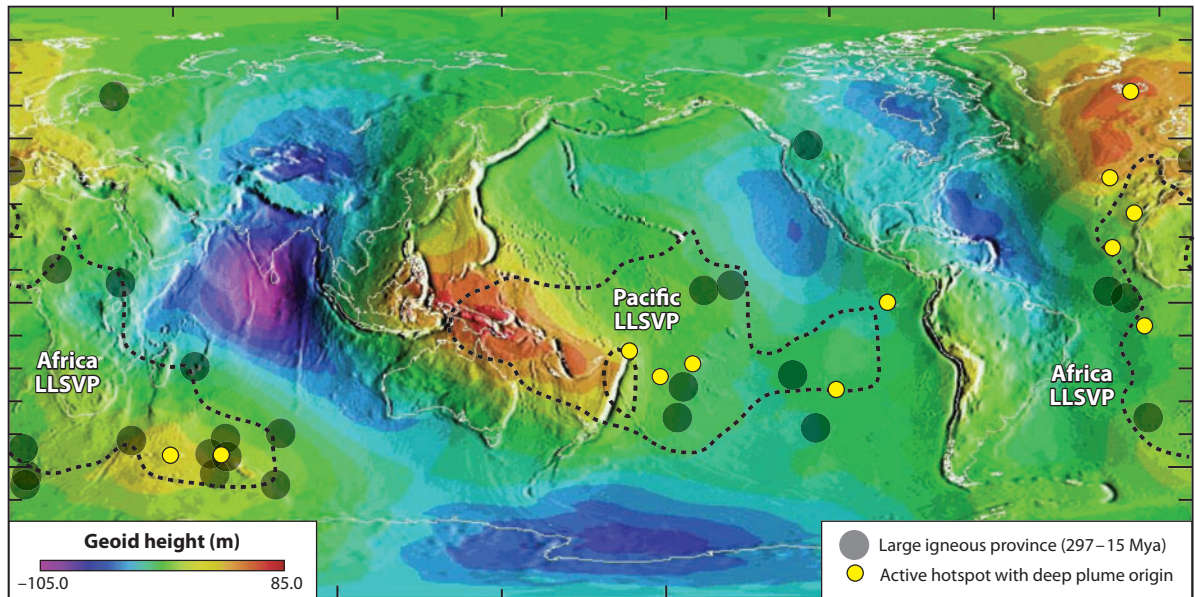 Pacific
LLSVP
Africa
LLSVP
Africa
LLSVP
Geoid height (m)
−105.0 85.0
Large igneous province (297–15 Mya)
Active hotspot with deep plume origin